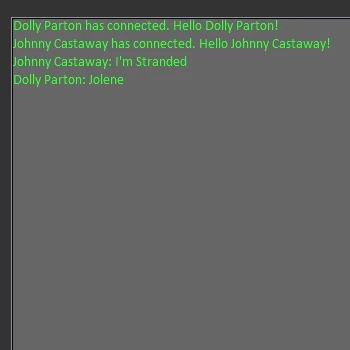 Dolly Parton has connected. Hello Dolly Parton!
Johnny Castaway has connected. Hello Johnny Castaway!
Johnny Castaway: I'm Stranded
Dolly Parton: Jolene